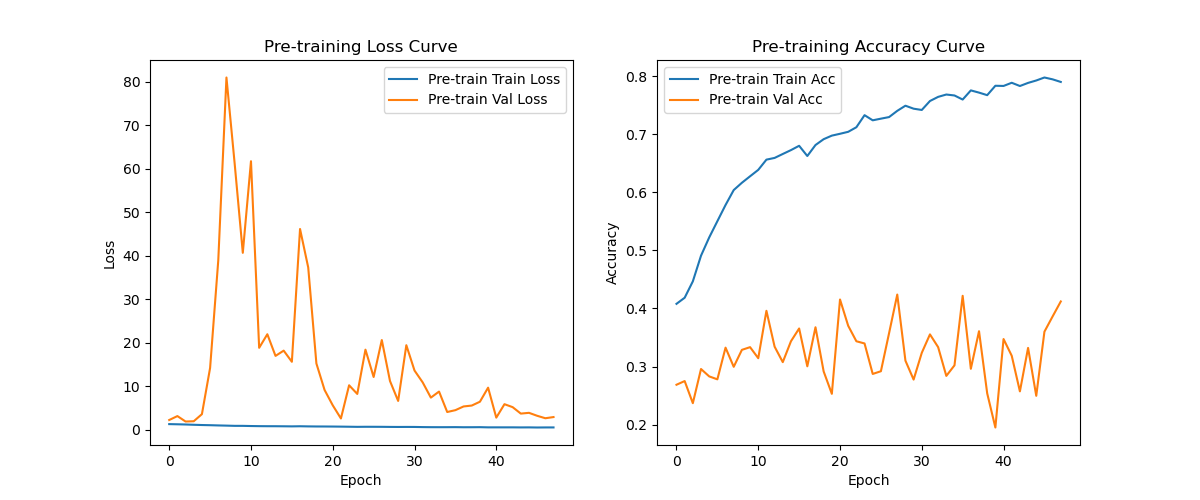 Pre-training Loss Curve
Pre-train Train Loss
Pre-train Val Loss
80
70
60
50
40
30
20
10
0
Loss
0 10 20 30 40
Epoch
Pre-training Accuracy Curve
Pre-train Train Acc
Pre-train Val Acc
0.8
0.7
0.6
0.5
0.4
0.3
0.2
Accuracy
0 10 20 30 40
Epoch